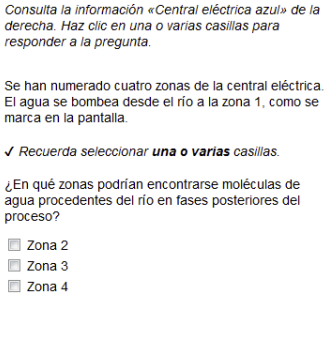 Consulta la información «Central eléctrica azul» de la
derecha. Haz clic en una o varias casillas para
responder a la pregunta.
Se han numerado cuatro zonas de la central eléctrica.
El agua se bombea desde el río a la zona 1, como se
marca en la pantalla.
✓ Recuerda seleccionar una o varias casillas.
¿En qué zonas podrían encontrarse moléculas de
agua procedentes del río en fases posteriores del
proceso?
Zona 2
Zona 3
Zona 4